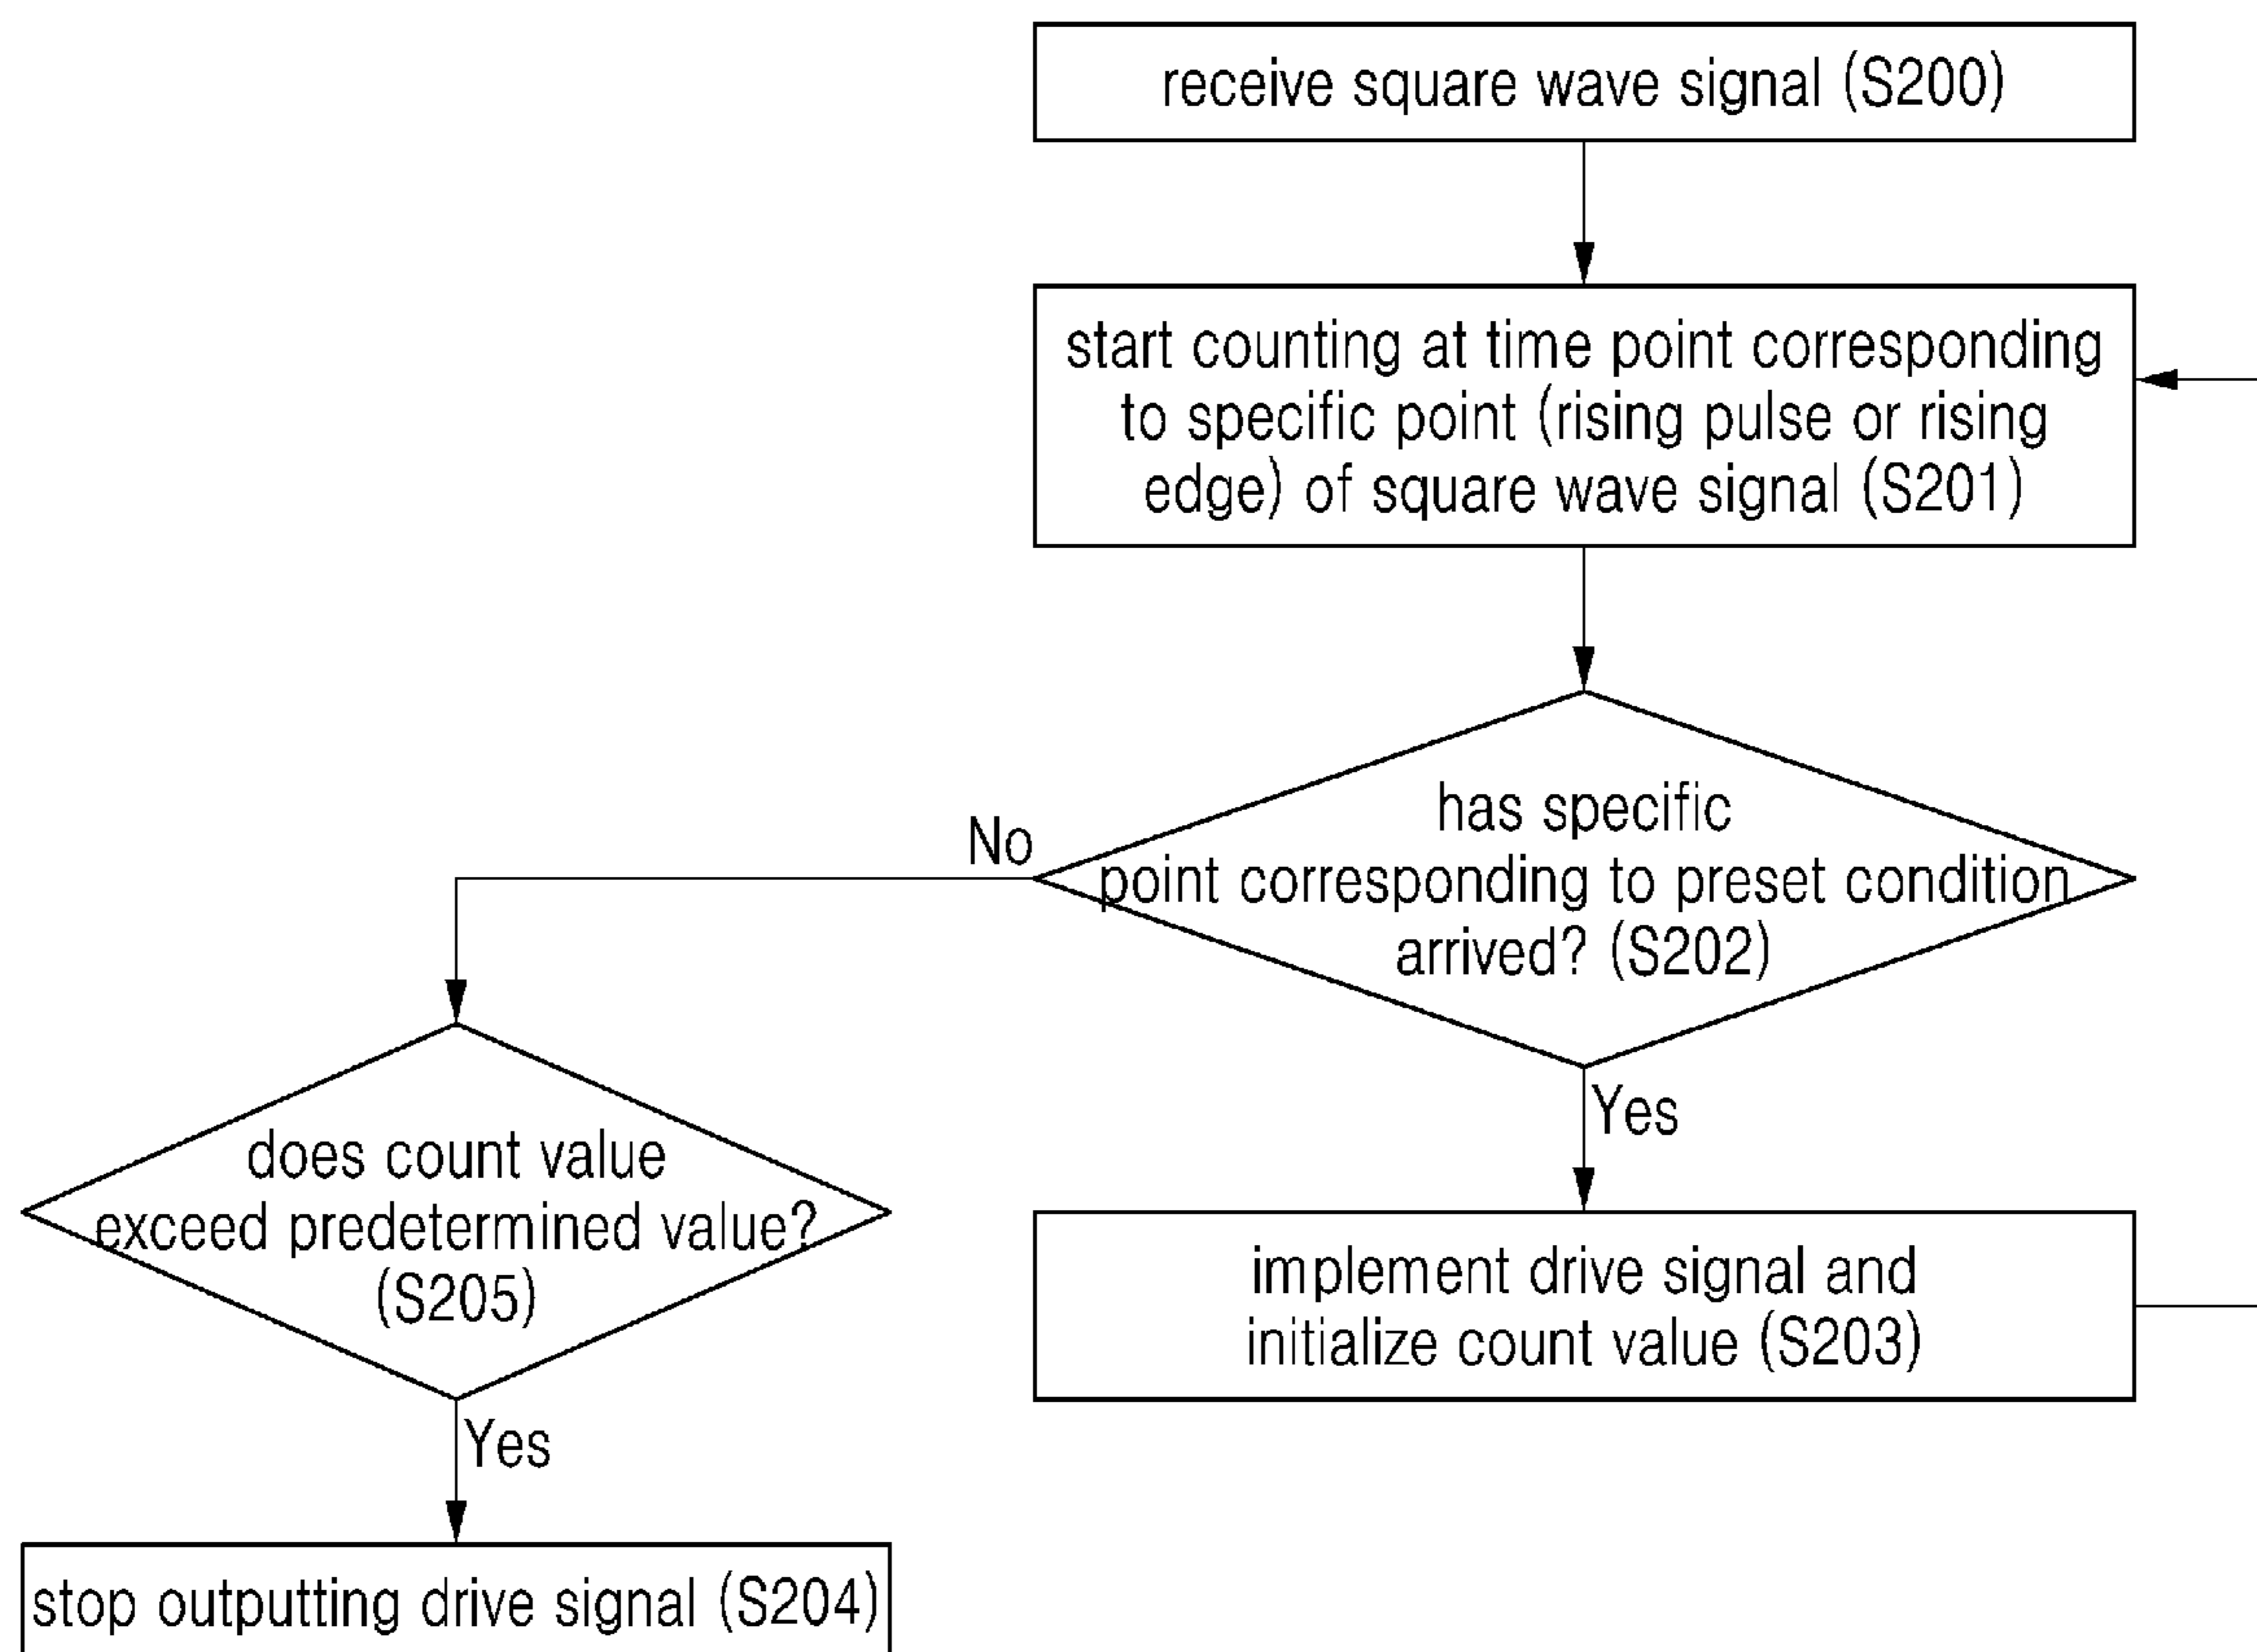 receive square wave signal (S200)
start counting at time point corresponding
to specific point (rising pulse or rising
edge) of square wave signal (S201)
has specific
point corresponding to preset condition
arrived? (S202)
No
Yes
does count value
exceed predetermined value?
(S205)
implement drive signal and
initialize count value (S203)
Yes
stop outputting drive signal (S204)